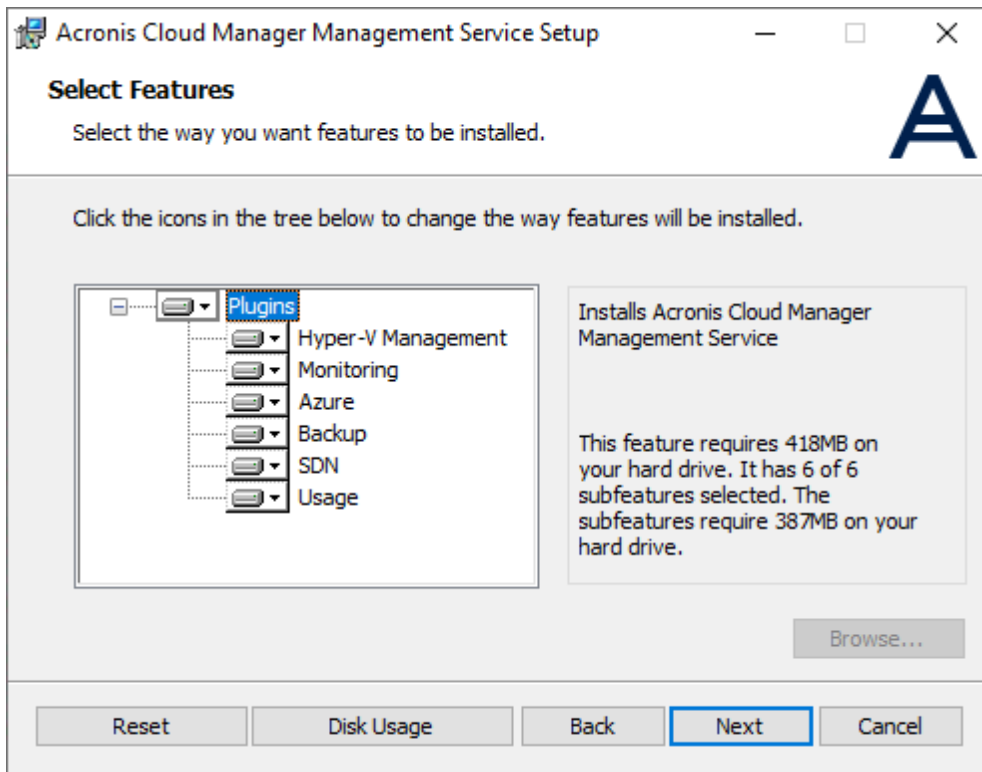 Acronis Cloud Manager Management Service Setup
Select Features
Select the way you want features to be installed.
Click the icons in the tree below to change the way features will be installed.
Plugins
Hyper-V Management
Monitoring
Azure
Backup
SDN
Usage
Installs Acronis Cloud Manager
Management Service
This feature requires 418MB on
your hard drive. It has 6 of 6
subfeatures selected. The
subfeatures require 387MB on your
hard drive.
Browse...
Reset
Disk Usage
Back
Next
Cancel